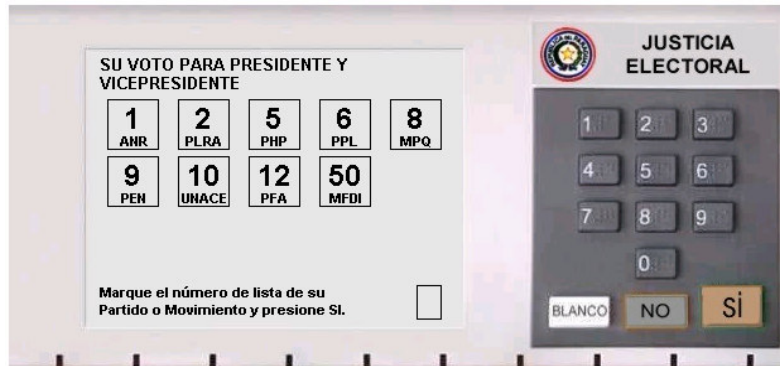 SU VOTO PARA PRESIDENTE Y
VICEPRESIDENTE
1 2 5 6 8
ANR PLRA PHP PPL MPQ
9 10 12 50
PEN UNACE PFA MFDI
Marque el número de lista de su
Partido o Movimiento y presione SI.
JUSTICIA
ELECTORAL
1 2 3
4 5 6
7 8 9
0
BLANCO NO SÍ